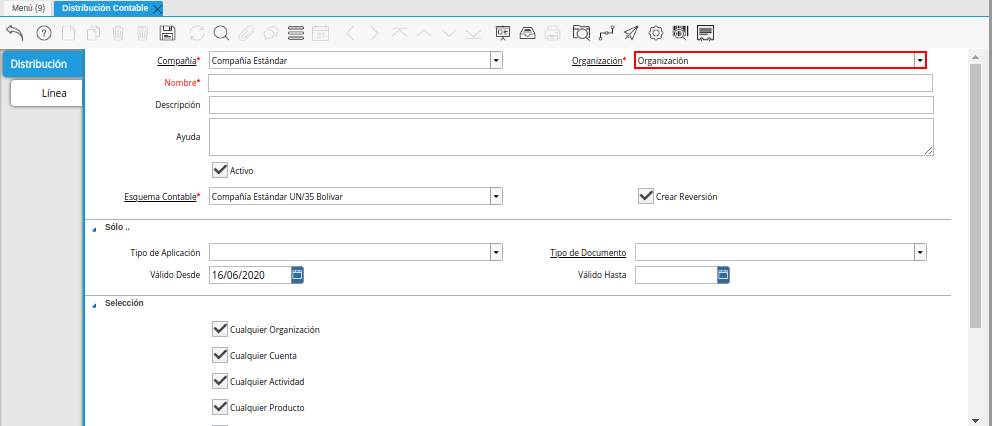 Menú (9) Distribución Contable
Distribución
Línea
Compañía* Compañía Estándar Organización* Organización
Nombre*
Descripción
Ayuda
Activo
Esquema Contable* Compañía Estándar UN/35 Bolivar Crear Reversión
Sólo ..
Tipo de Aplicación Tipo de Documento
Válido Desde 16/06/2020 Válido Hasta
Selección
Cualquier Organización
Cualquier Cuenta
Cualquier Actividad
Cualquier Producto